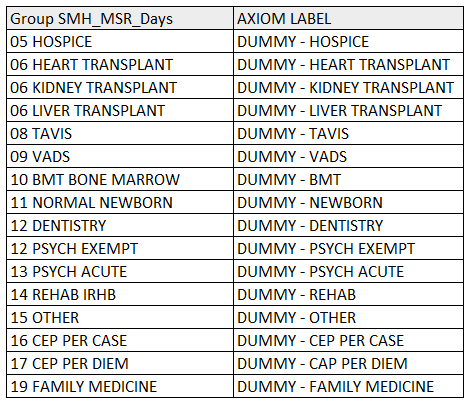 Group SMH_MSR_Days AXIOM LABEL
05 HOSPICE DUMMY - HOSPICE
06 HEART TRANSPLANT DUMMY - HEART TRANSPLANT
06 KIDNEY TRANSPLANT DUMMY - KIDNEY TRANSPLANT
06 LIVER TRANSPLANT DUMMY - LIVER TRANSPLANT
08 TAVIS DUMMY - TAVIS
09 VADS DUMMY - VADS
10 BMT BONE MARROW DUMMY - BMT
11 NORMAL NEWBORN DUMMY - NEWBORN
12 DENTISTRY DUMMY - DENTISTRY
12 PSYCH EXEMPT DUMMY - PSYCH EXEMPT
13 PSYCH ACUTE DUMMY - PSYCH ACUTE
14 REHAB IRHB DUMMY - REHAB
15 OTHER DUMMY - OTHER
16 CEP PER CASE DUMMY - CEP PER CASE
17 CEP PER DIEM DUMMY - CAP PER DIEM
19 FAMILY MEDICINE DUMMY - FAMILY MEDICINE